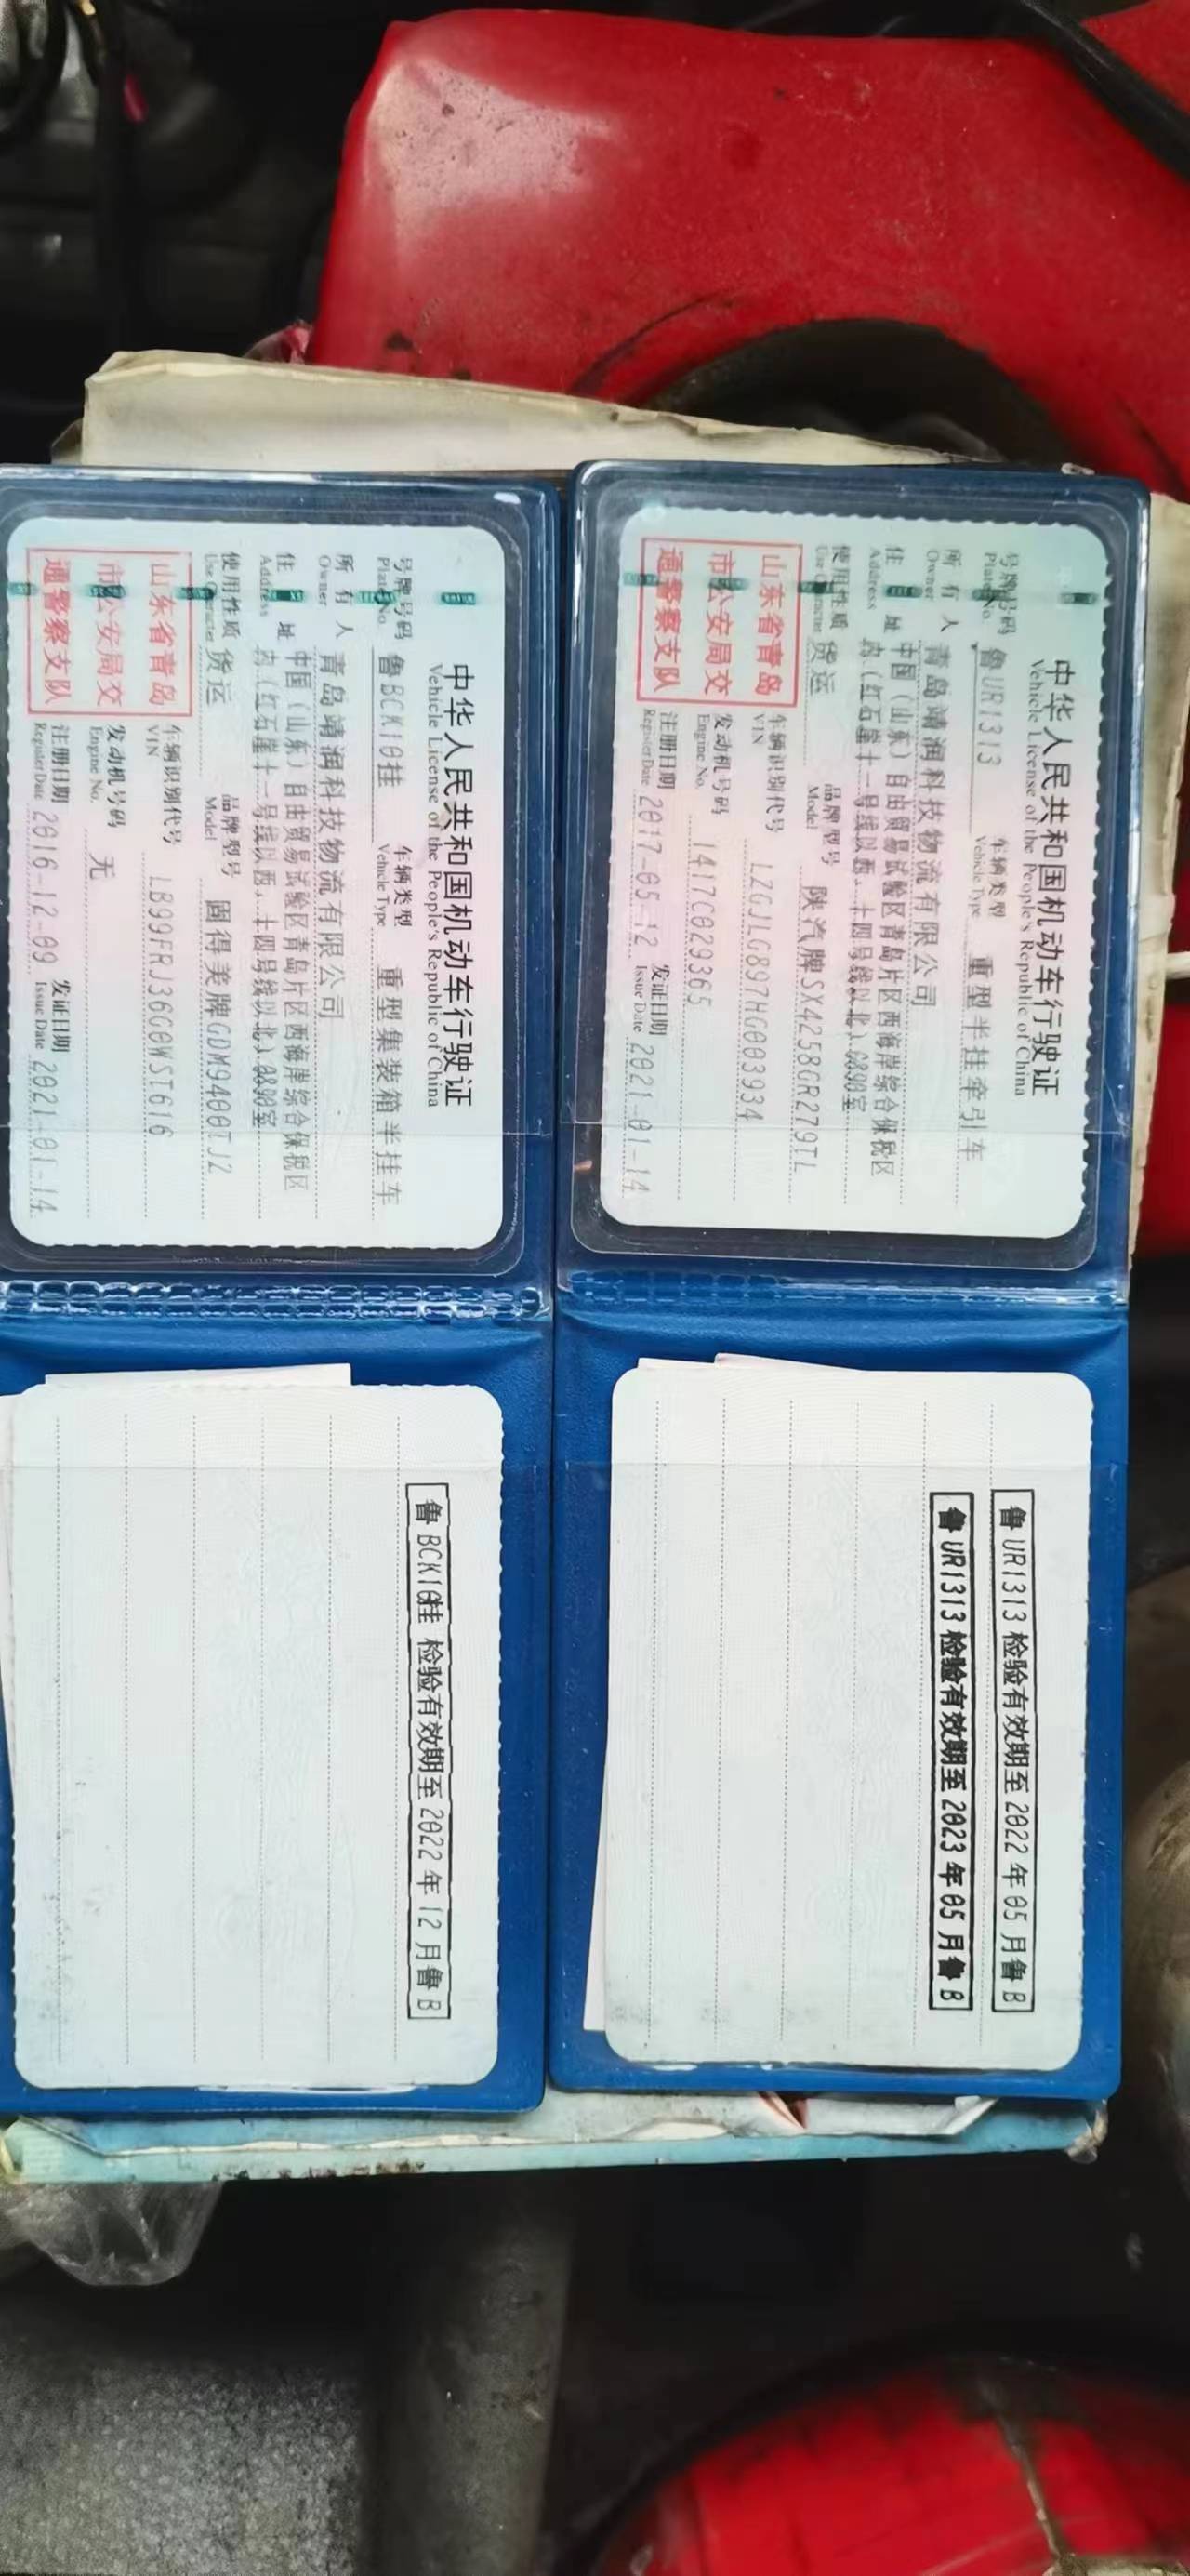 中华人民共和国机动车行驶证
Vehicle License of the People's Republic of China
号牌号码 鲁UR1313 车辆类型 重型半挂牵引车
Plate No. Vehicle Type
所有人 青岛靖润科技物流有限公司
Owner
住址 中国（山东）自由贸易试验区青岛片区西海岸综合保税区
Address 内（红石崖十一号线以西、十四号线以北）0890室
使用性质 货运 品牌型号 陕汽牌SX4258GR279TL
Use Character Model
山东省青岛
市公安局交
通警察支队
车辆识别代号 LZGJLG897HG003934
VIN
发动机号码 1417C029365
Engine No.
注册日期 2017-05-12 发证日期 2021-01-14
Register Date Issue Date
鲁UR1313 检验有效期至2022年05月鲁B
鲁UR1313 检验有效期至2023年05月鲁B
中华人民共和国机动车行驶证
Vehicle License of the People's Republic of China
号牌号码 鲁BCK10挂 车辆类型 重型集装箱半挂车
Plate No. Vehicle Type
所有人 青岛靖润科技物流有限公司
Owner
住址 中国（山东）自由贸易试验区青岛片区西海岸综合保税区
Address 内（红石崖十一号线以西、十四号线以北）0890室
使用性质 货运 品牌型号 固得美牌GDM9400TJZ
Use Character Model
山东省青岛
市公安局交
通警察支队
车辆识别代号 LB99FRJ36G0WST616
VIN
发动机号码 无
Engine No.
注册日期 2016-12-09 发证日期 2021-01-14
Register Date Issue Date
鲁BCK10挂 检验有效期至2022年12月鲁B